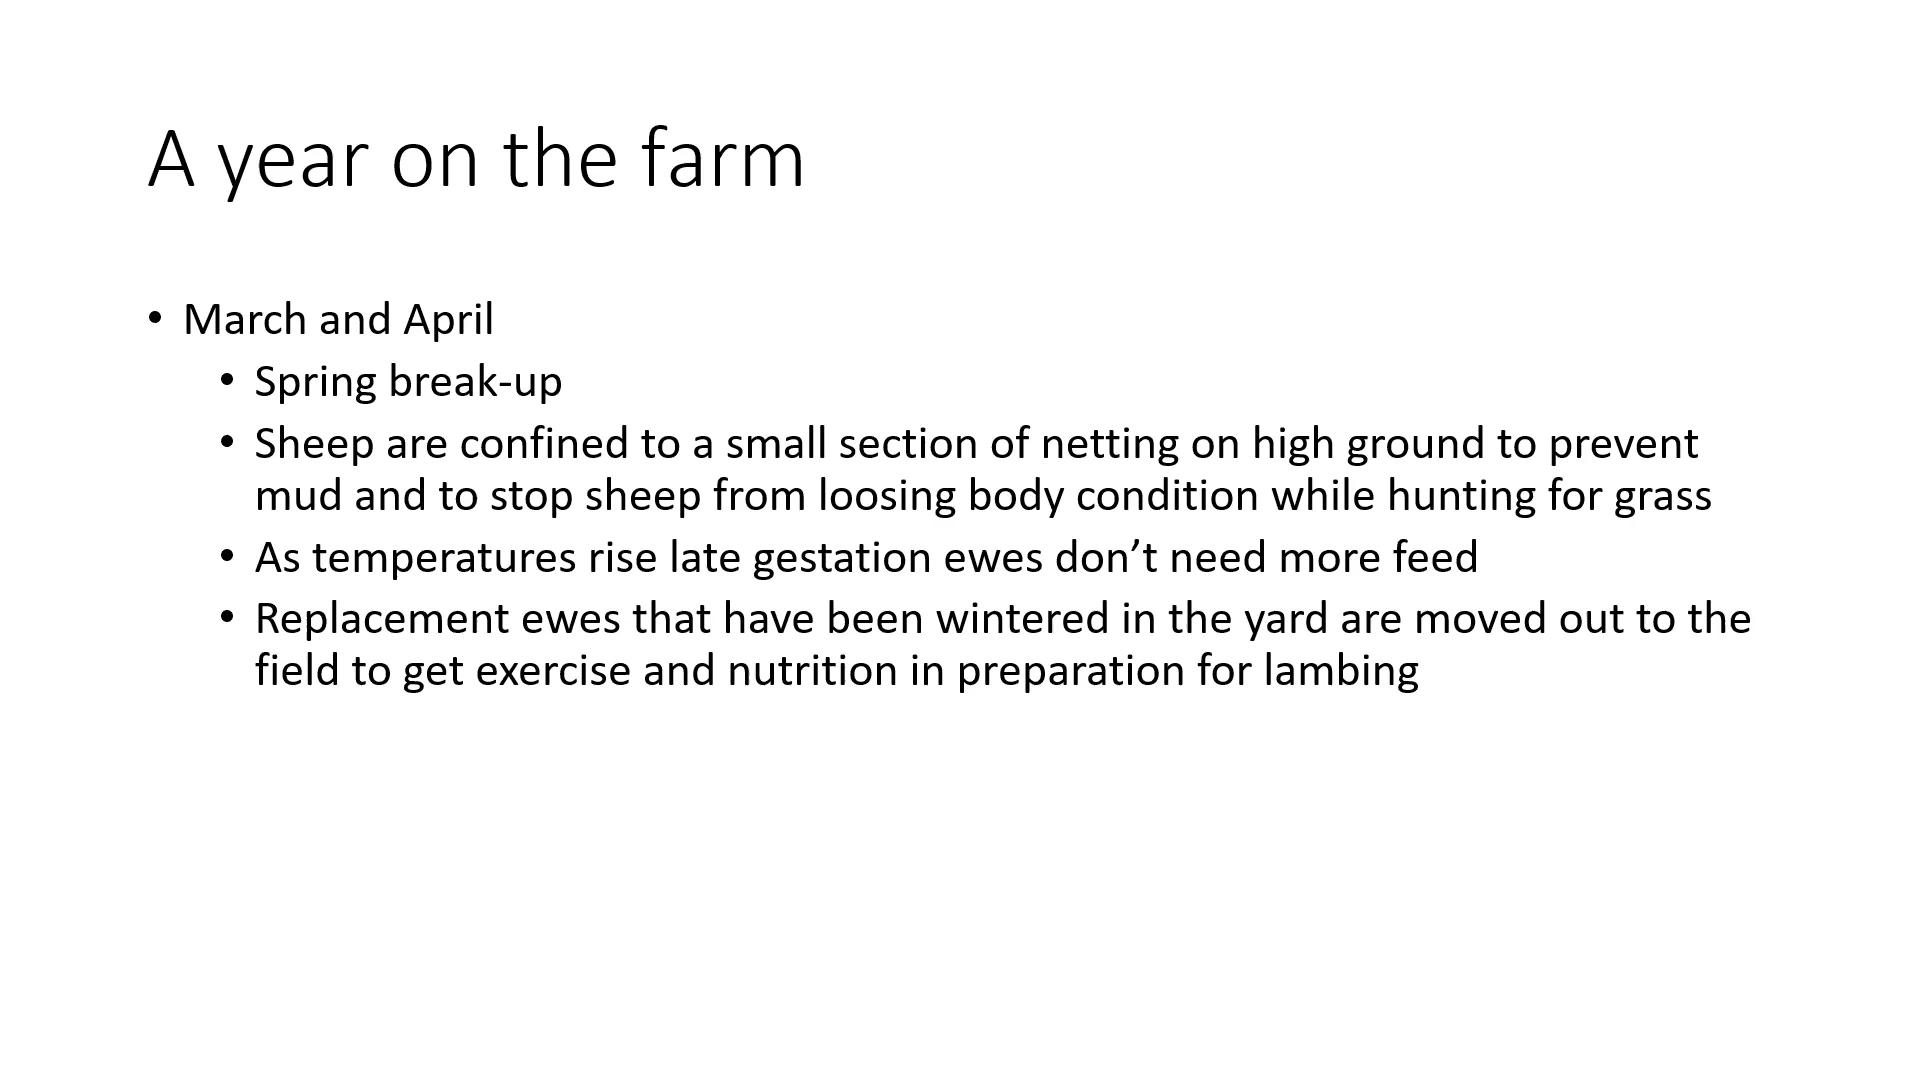 A year on the farm
• March and April
• Spring break-up
• Sheep are confined to a small section of netting on high ground to prevent
mud and to stop sheep from loosing body condition while hunting for grass
• As temperatures rise late gestation ewes don’t need more feed
• Replacement ewes that have been wintered in the yard are moved out to the
field to get exercise and nutrition in preparation for lambing